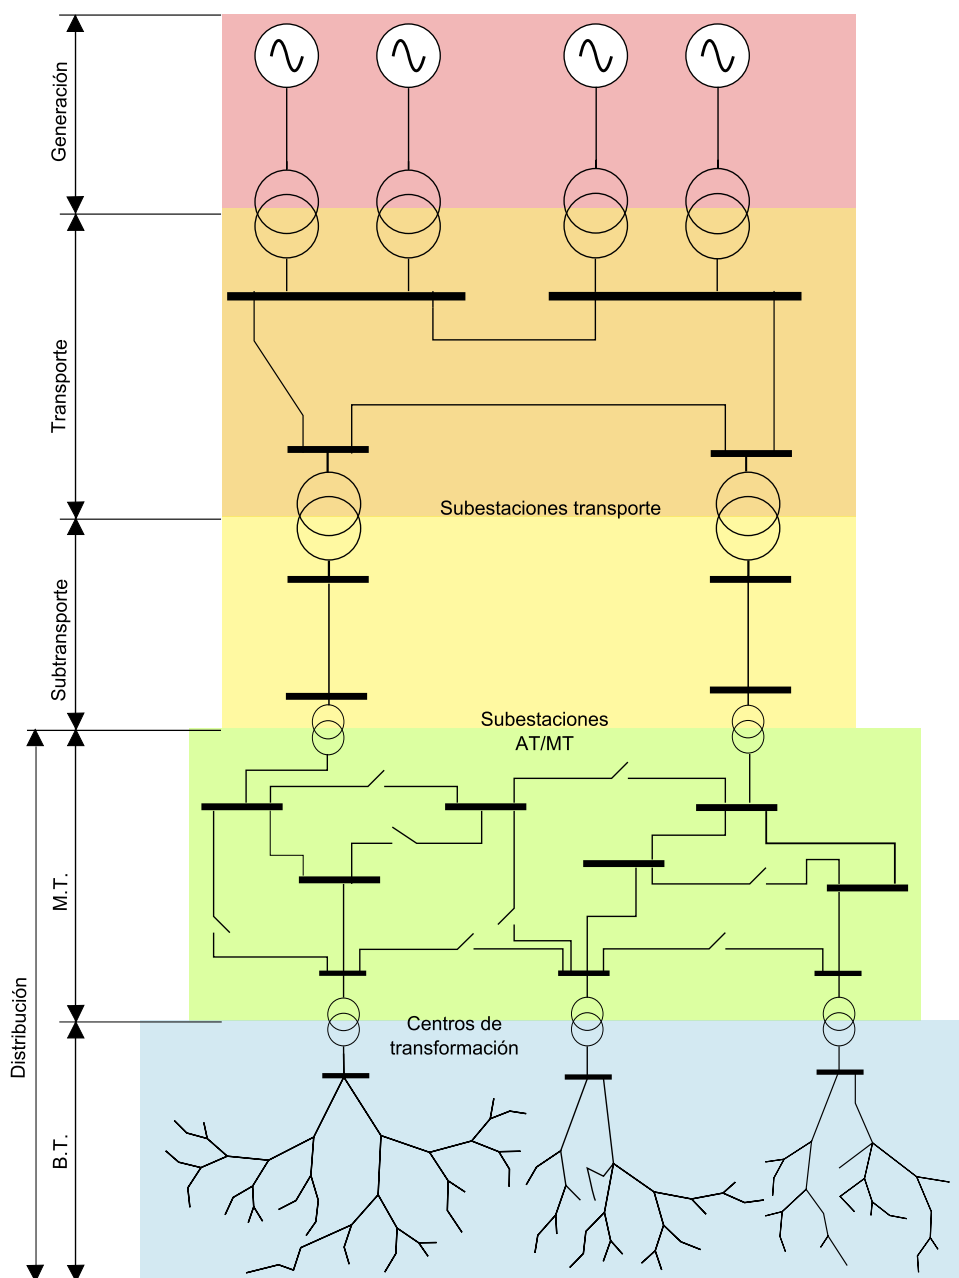 Generación
Transporte
Subestaciones transporte
Subtransporte
Subestaciones
AT/MT
M.T.
Distribución
Centros de
transformación
B.T.